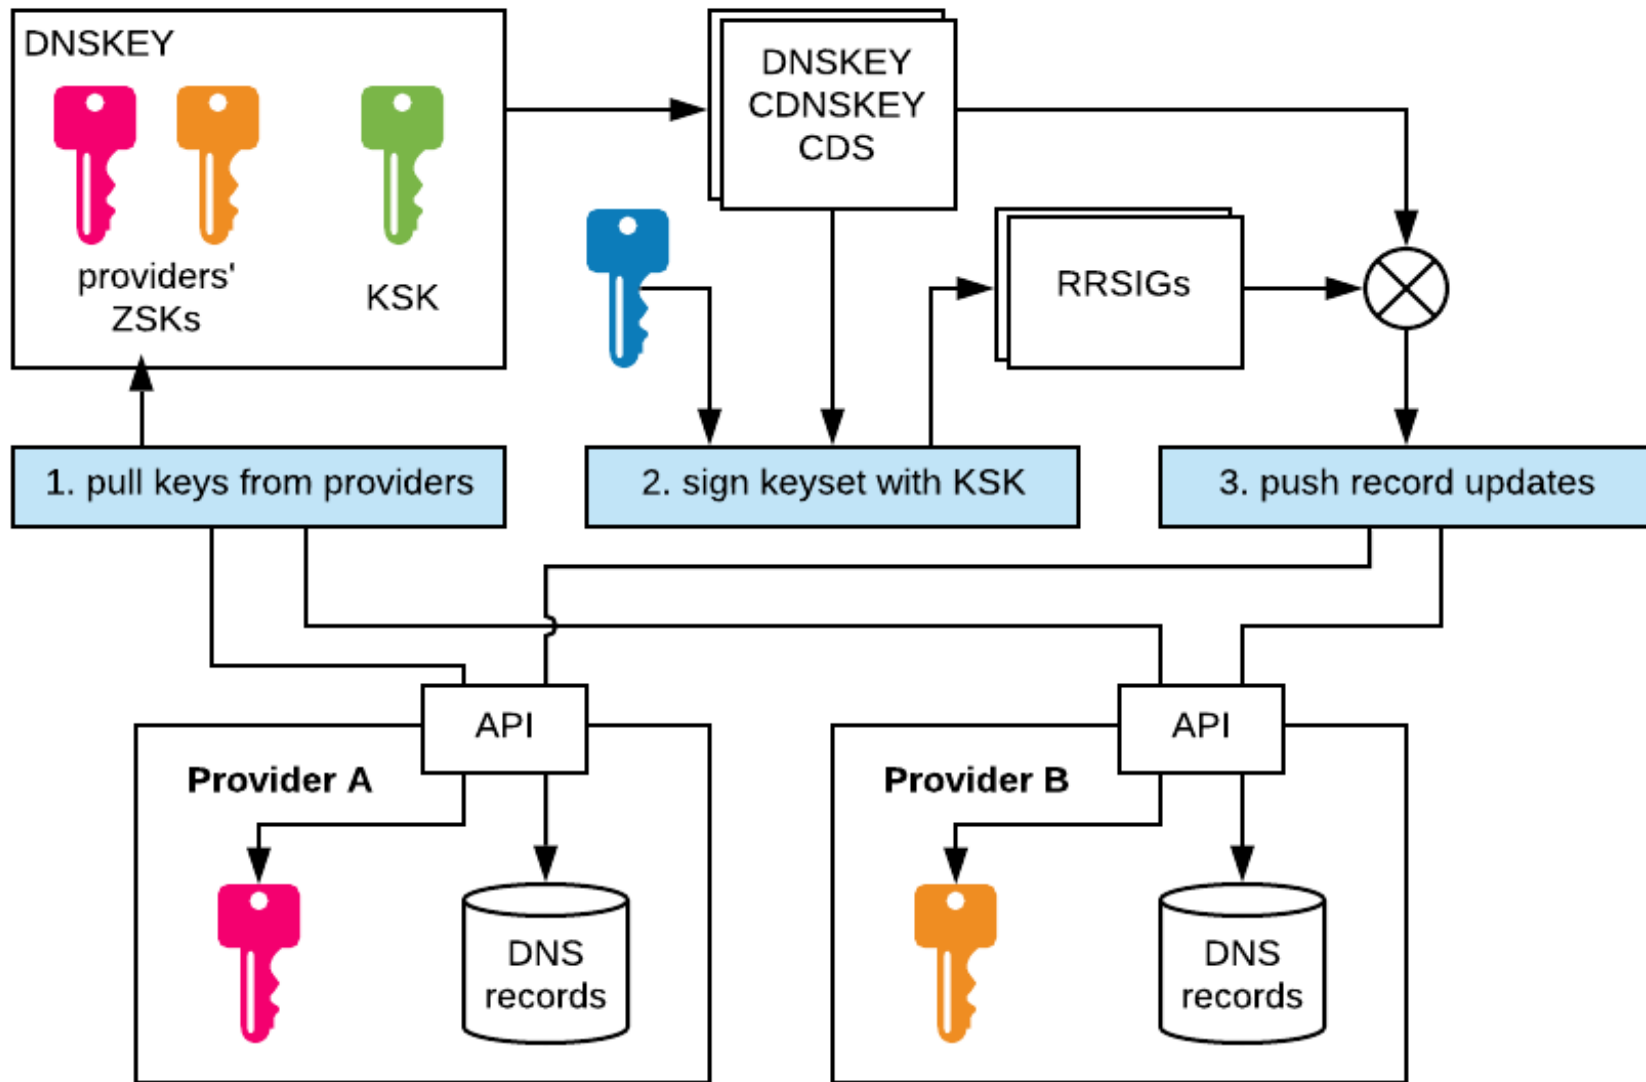 DNSKEY
providers'
ZSKs
KSK
DNSKEY
CDNSKEY
CDS
RRSIGs
1. pull keys from providers
2. sign keyset with KSK
3. push record updates
API
Provider A
DNS
records
API
Provider B
DNS
records